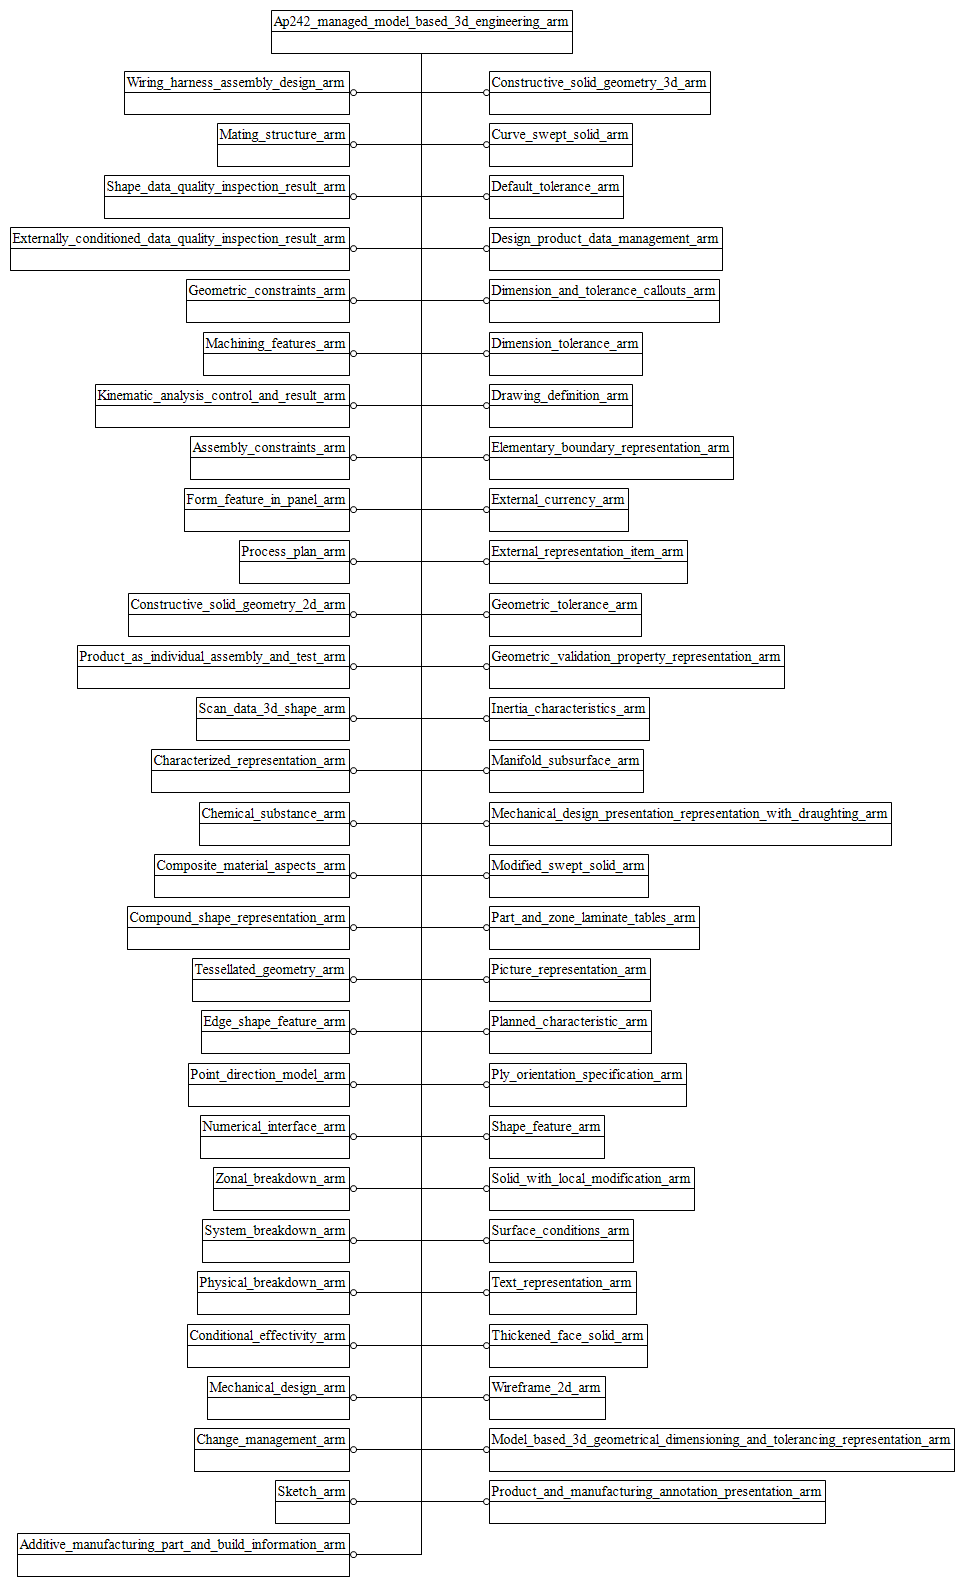 Ap242_managed_model_based_3d_engineering_arm
Wiring_harness_assembly_design_arm
Constructive_solid_geometry_3d_arm
Mating_structure_arm
Curve_swept_solid_arm
Shape_data_quality_inspection_result_arm
Default_tolerance_arm
Externally_conditioned_data_quality_inspection_result_arm
Design_product_data_management_arm
Geometric_constraints_arm
Dimension_and_tolerance_callouts_arm
Machining_features_arm
Dimension_tolerance_arm
Kinematic_analysis_control_and_result_arm
Drawing_definition_arm
Assembly_constraints_arm
Elementary_boundary_representation_arm
Form_feature_in_panel_arm
External_currency_arm
Process_plan_arm
External_representation_item_arm
Constructive_solid_geometry_2d_arm
Geometric_tolerance_arm
Product_as_individual_assembly_and_test_arm
Geometric_validation_property_representation_arm
Scan_data_3d_shape_arm
Inertia_characteristics_arm
Characterized_representation_arm
Manifold_subsurface_arm
Chemical_substance_arm
Mechanical_design_presentation_representation_with_draughting_arm
Composite_material_aspects_arm
Modified_swept_solid_arm
Compound_shape_representation_arm
Part_and_zone_laminate_tables_arm
Tessellated_geometry_arm
Picture_representation_arm
Edge_shape_feature_arm
Planned_characteristic_arm
Point_direction_model_arm
Ply_orientation_specification_arm
Numerical_interface_arm
Shape_feature_arm
Zonal_breakdown_arm
Solid_with_local_modification_arm
System_breakdown_arm
Surface_conditions_arm
Physical_breakdown_arm
Text_representation_arm
Conditional_effectivity_arm
Thickened_face_solid_arm
Mechanical_design_arm
Wireframe_2d_arm
Change_management_arm
Model_based_3d_geometrical_dimensioning_and_tolerancing_representation_arm
Sketch_arm
Product_and_manufacturing_annotation_presentation_arm
Additive_manufacturing_part_and_build_information_arm